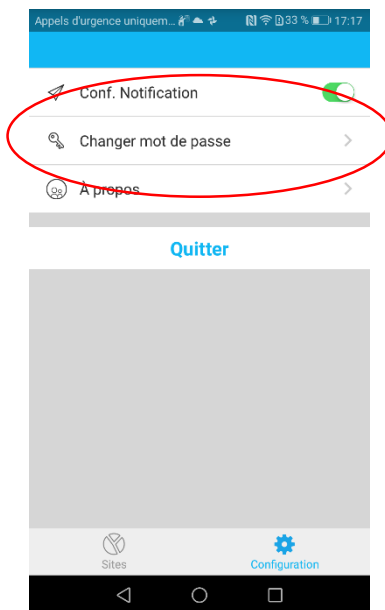 Appels d'urgence uniquem... 33 % 17:17
Conf. Notification
Changer mot de passe
À propos
Quitter
Sites
Configuration